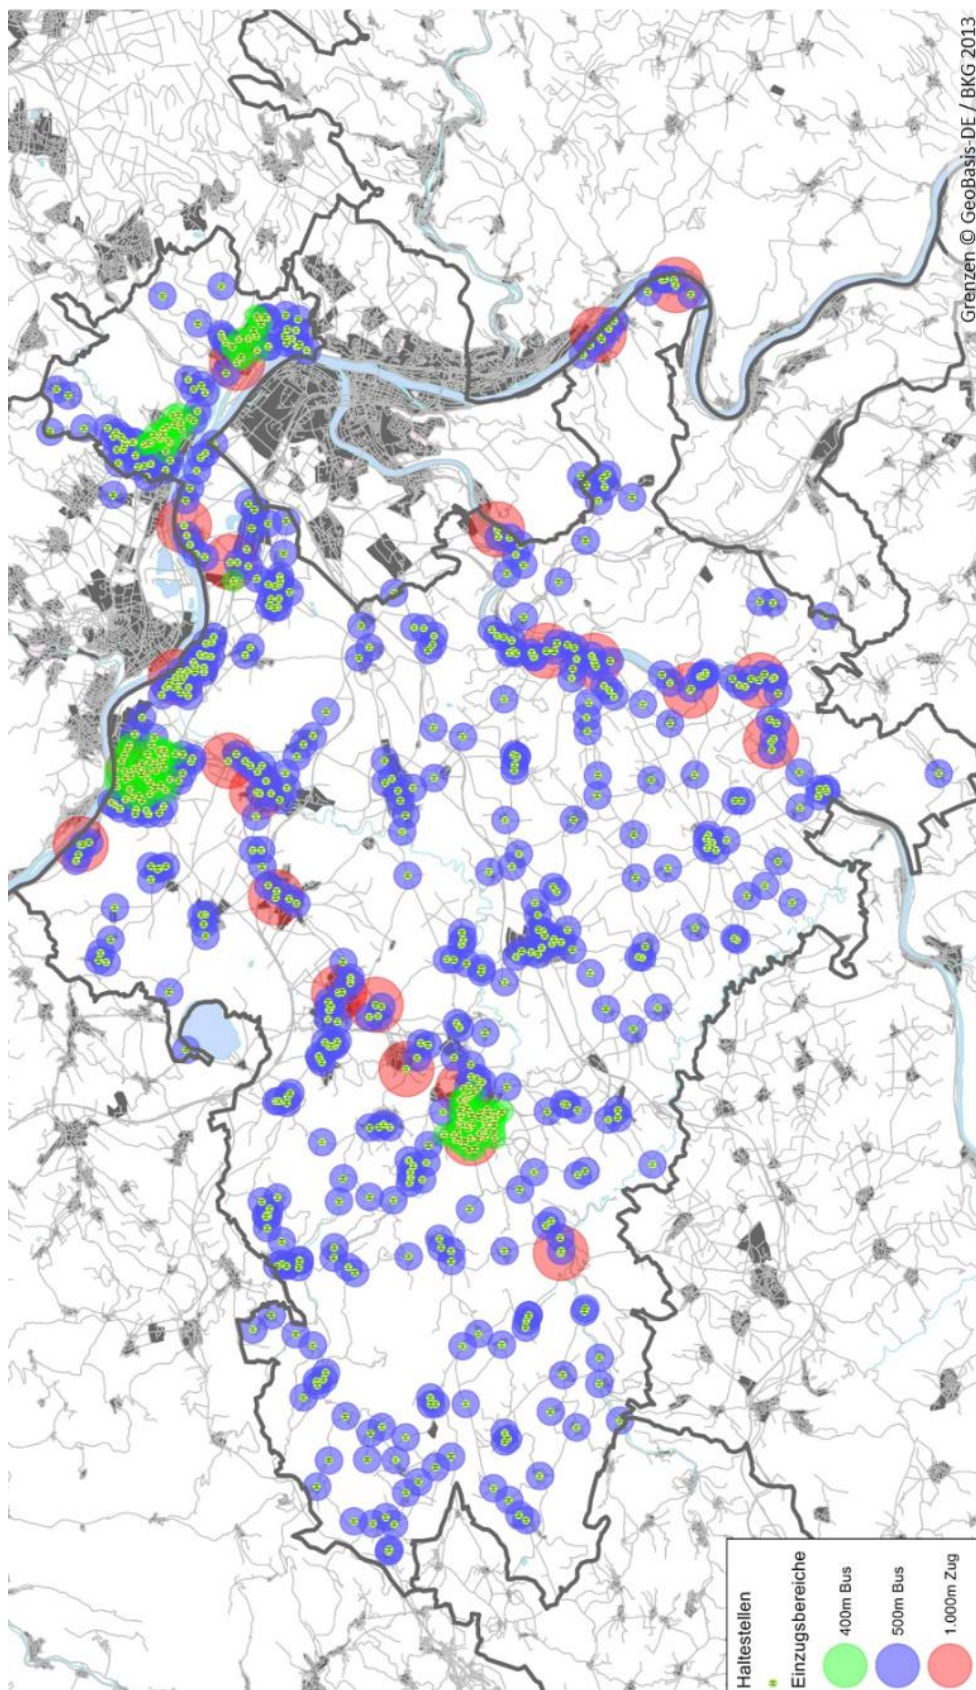 Haltestellen
Einzugsbereiche
400m Bus
500m Bus
1.000m Zug
Grenzen © GeoBasis-DE / BKG 2013